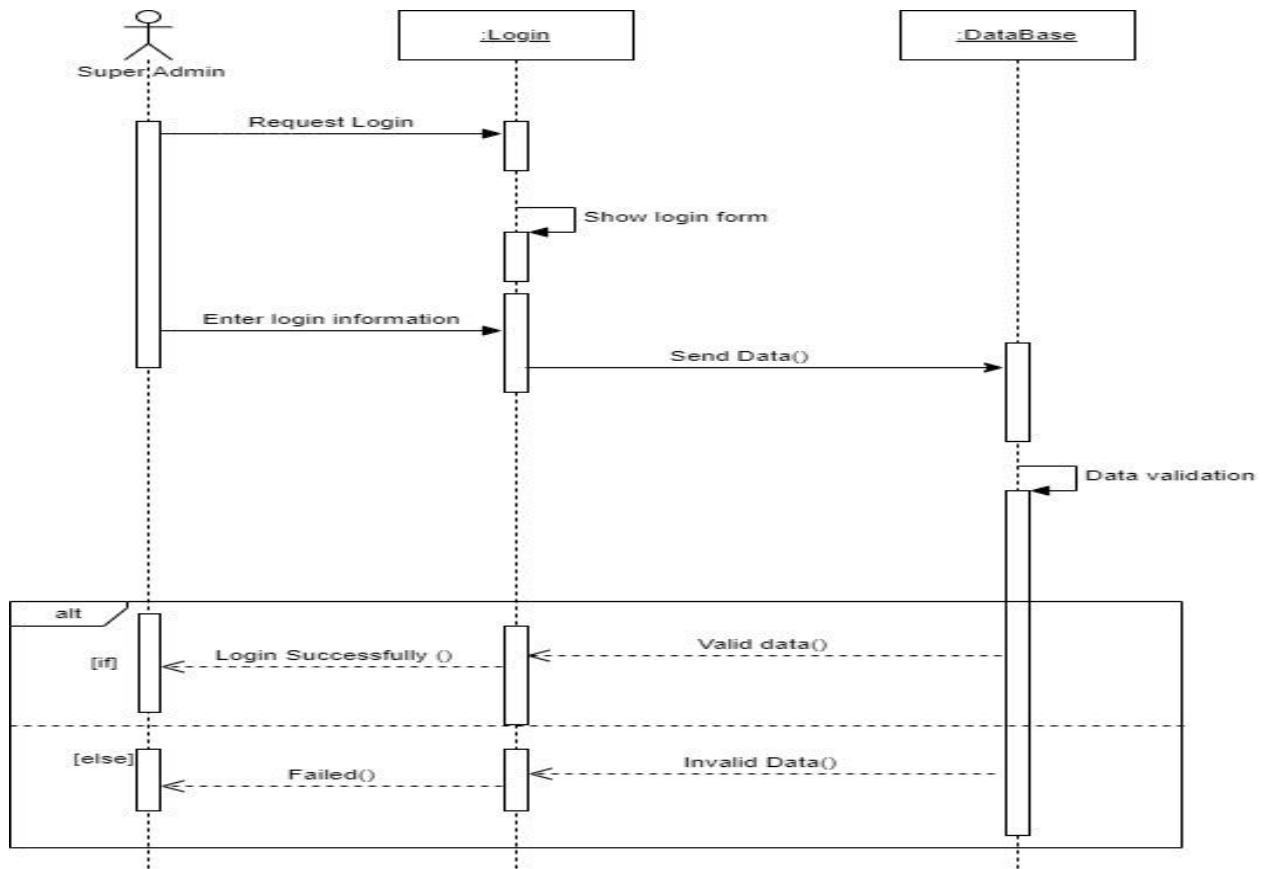 :Login
:DataBase
Super Admin
Request Login
Show login form
Enter login information
Send Data()
Data validation
alt
[if]
Login Successfully ()
Valid data()
[else]
Failed()
Invalid Data()